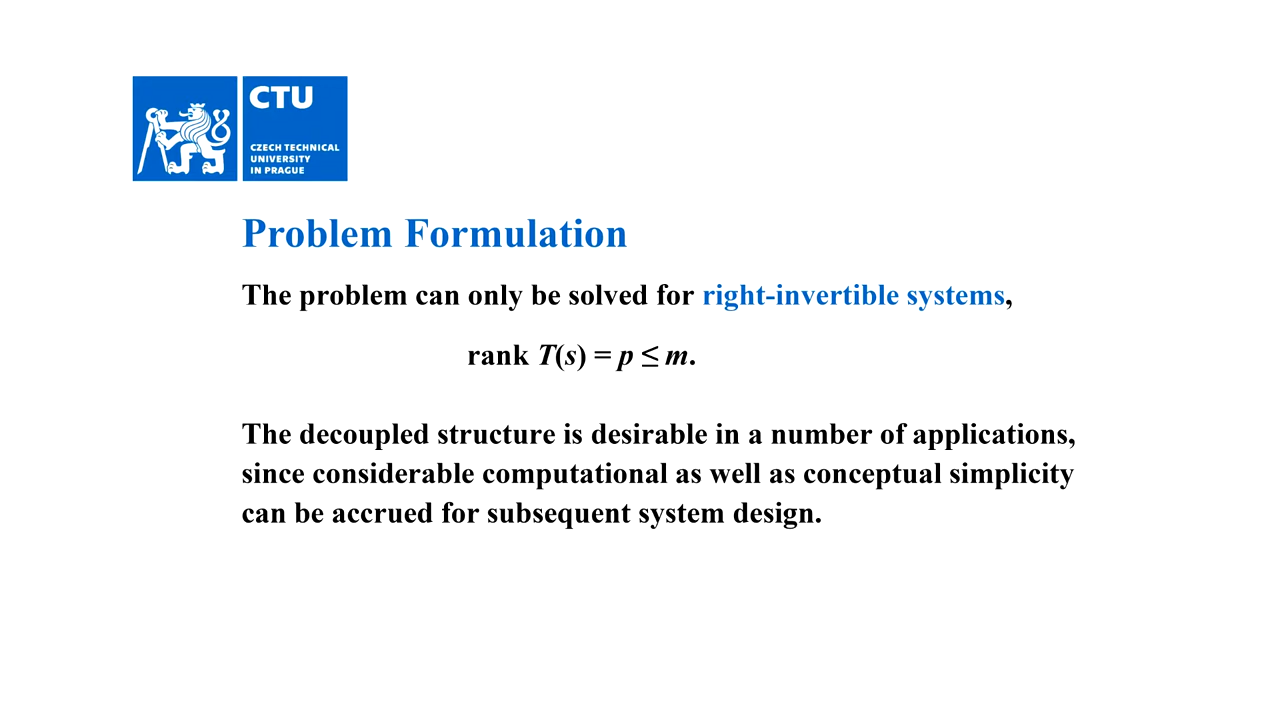 CTU
CZECH TECHNICAL
UNIVERSITY
IN PRAGUE
Problem Formulation
The problem can only be solved for right-invertible systems,
rank T(s) = p ≤ m.
The decoupled structure is desirable in a number of applications,
since considerable computational as well as conceptual simplicity
can be accrued for subsequent system design.